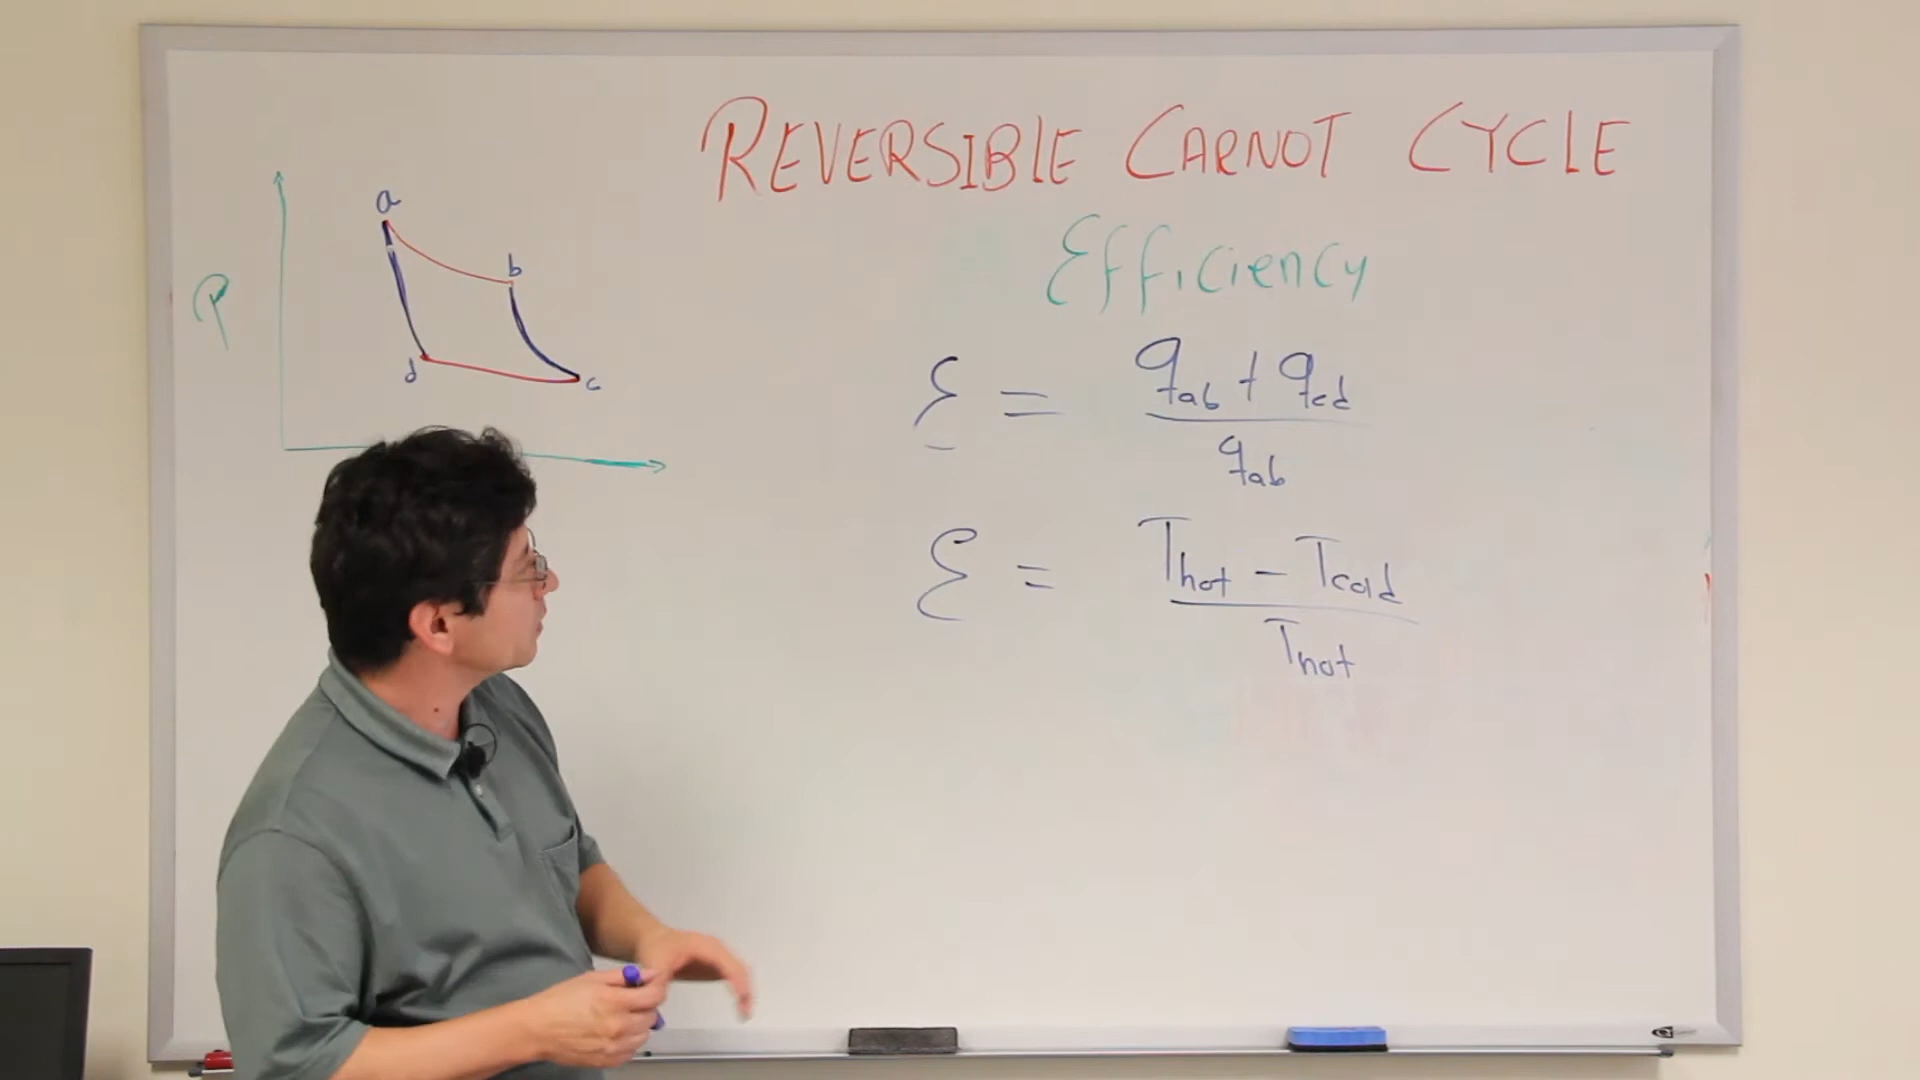 REVERSIBLE CARNOT CYCLE
Efficiency
P
a
b
d
c
ε = q_ab + q_cd
q_ab
ε = T_hot - T_cold
T_hot